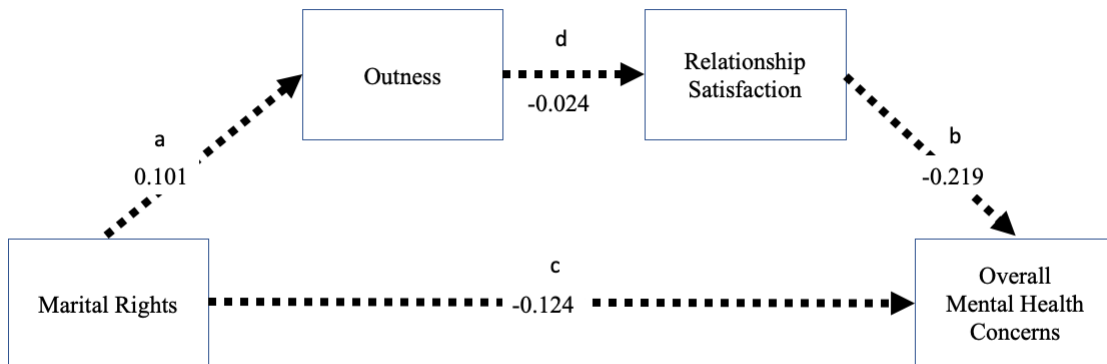 d
Outness
Relationship
Satisfaction
-0.024
a
b
0.101
-0.219
c
Marital Rights
-0.124
Overall
Mental Health
Concerns